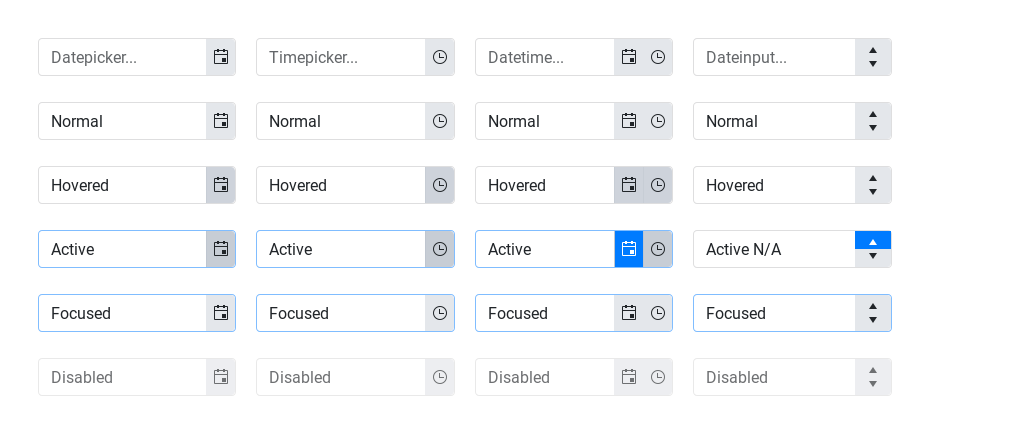 Datepicker... Timepicker... Datetime... Dateinput...
Normal Normal Normal Normal
Hovered Hovered Hovered Hovered
Active Active Active Active N/A
Focused Focused Focused Focused
Disabled Disabled Disabled Disabled